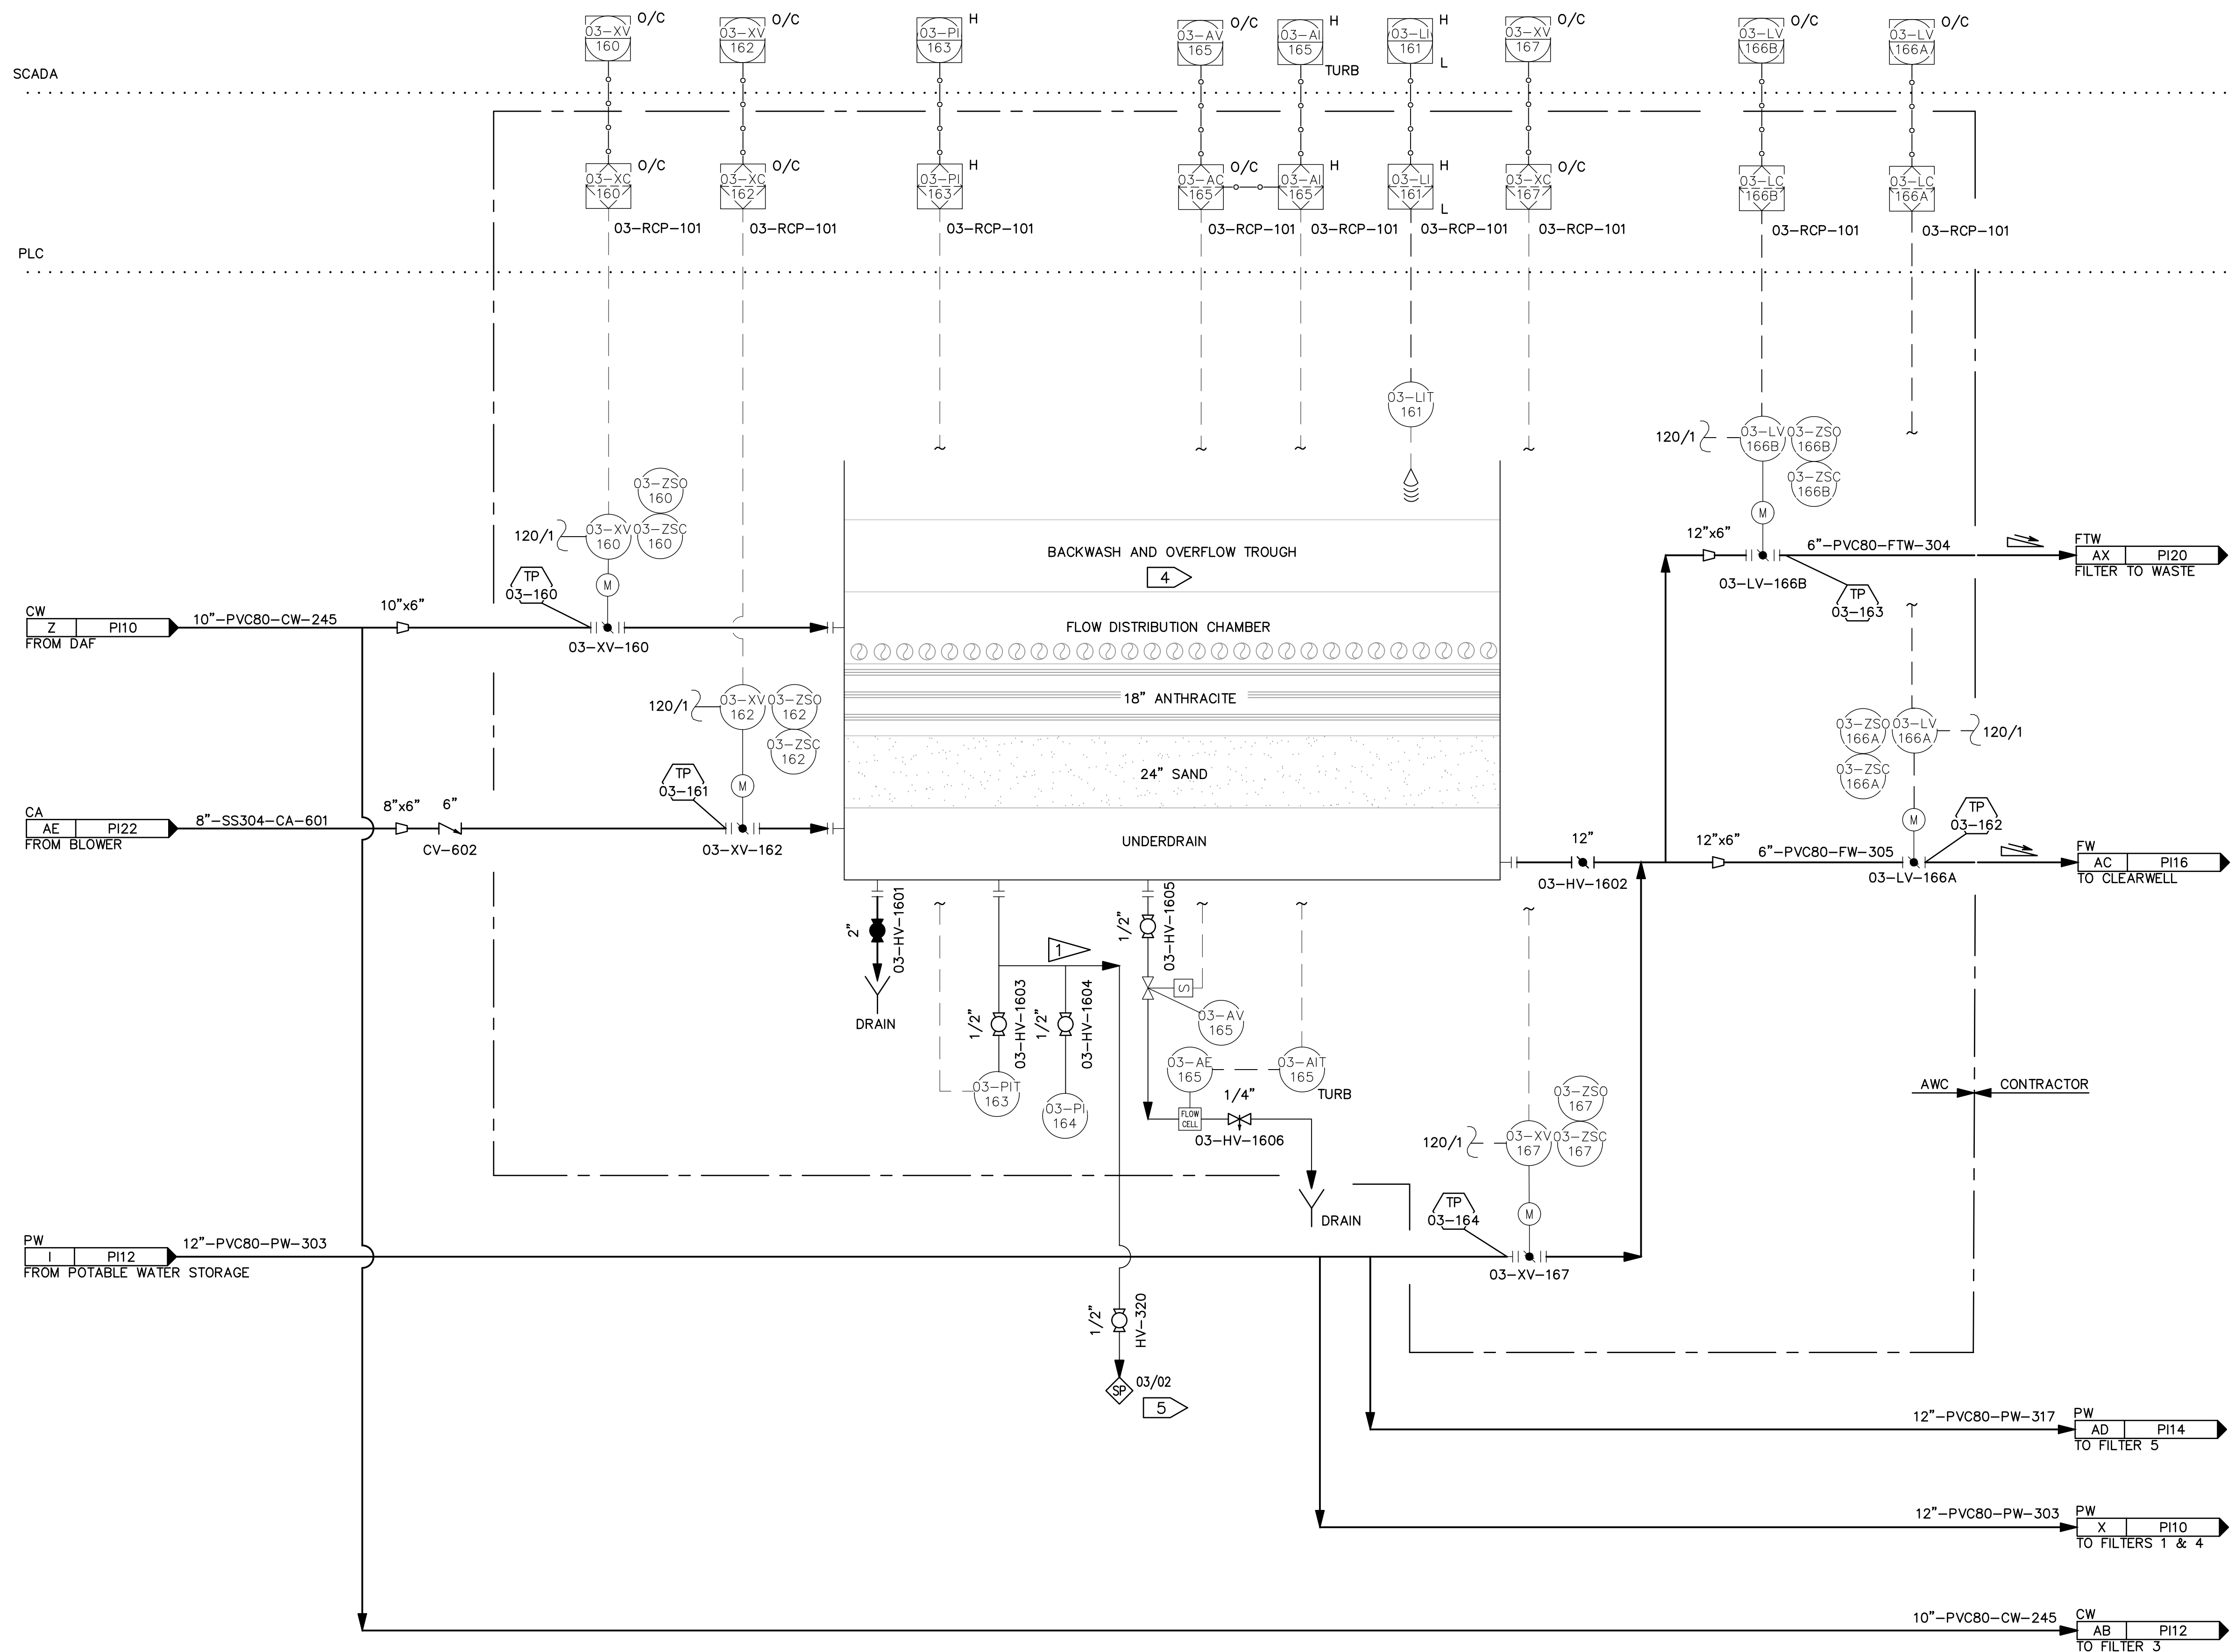 03-XV
160
O/C
03-XV
162
O/C
03-PI
163
H
03-AV
165
O/C
03-AI
165
H
TURB
03-LI
161
H
L
03-XV
167
O/C
03-LV
166B
O/C
03-LV
166A
O/C
SCADA
03-XC
160
O/C
03-RCP-101
03-XC
162
O/C
03-RCP-101
03-PI
163
H
03-RCP-101
03-AC
165
O/C
03-RCP-101
03-AI
165
H
03-RCP-101
03-LI
161
H
L
03-RCP-101
03-XC
167
O/C
03-RCP-101
03-LC
166B
03-RCP-101
03-LC
166A
03-RCP-101
PLC
03-LIT
161
120/1
03-LV
166B
03-ZSO
166B
03-ZSC
166B
M
03-ZSO
160
120/1
03-XV
160
03-ZSC
160
M
TP
03-160
CW
Z PI10
FROM DAF
10"-PVC80-CW-245
10"x6"
03-XV-160
BACKWASH AND OVERFLOW TROUGH
4
FLOW DISTRIBUTION CHAMBER
18" ANTHRACITE
24" SAND
UNDERDRAIN
12"x6"
03-LV-166B
6"-PVC80-FTW-304
TP
03-163
FTW
AX PI20
FILTER TO WASTE
120/1
03-XV
162
03-ZSO
162
03-ZSC
162
M
TP
03-161
CA
AE PI22
FROM BLOWER
8"-SS304-CA-601
8"x6"
6"
CV-602
03-XV-162
03-ZSO
166A
03-LV
166A
120/1
03-ZSC
166A
M
TP
03-162
12"
03-HV-1602
12"x6"
6"-PVC80-FW-305
03-LV-166A
FW
AC PI16
TO CLEARWELL
2"
03-HV-1601
DRAIN
1
1/2"
03-HV-1603
1/2"
03-HV-1604
03-PIT
163
03-PI
164
1/2"
03-HV-1605
S
03-AV
165
03-AE
165
03-AIT
165
TURB
FLOW
CELL
1/4"
03-HV-1606
DRAIN
03-ZSO
167
120/1
03-XV
167
03-ZSC
167
M
TP
03-164
AWC
CONTRACTOR
PW
I PI12
FROM POTABLE WATER STORAGE
12"-PVC80-PW-303
03-XV-167
1/2"
HV-320
SP
03/02
5
12"-PVC80-PW-317
PW
AD PI14
TO FILTER 5
12"-PVC80-PW-303
PW
X PI10
TO FILTERS 1 & 4
10"-PVC80-CW-245
CW
AB PI12
TO FILTER 3